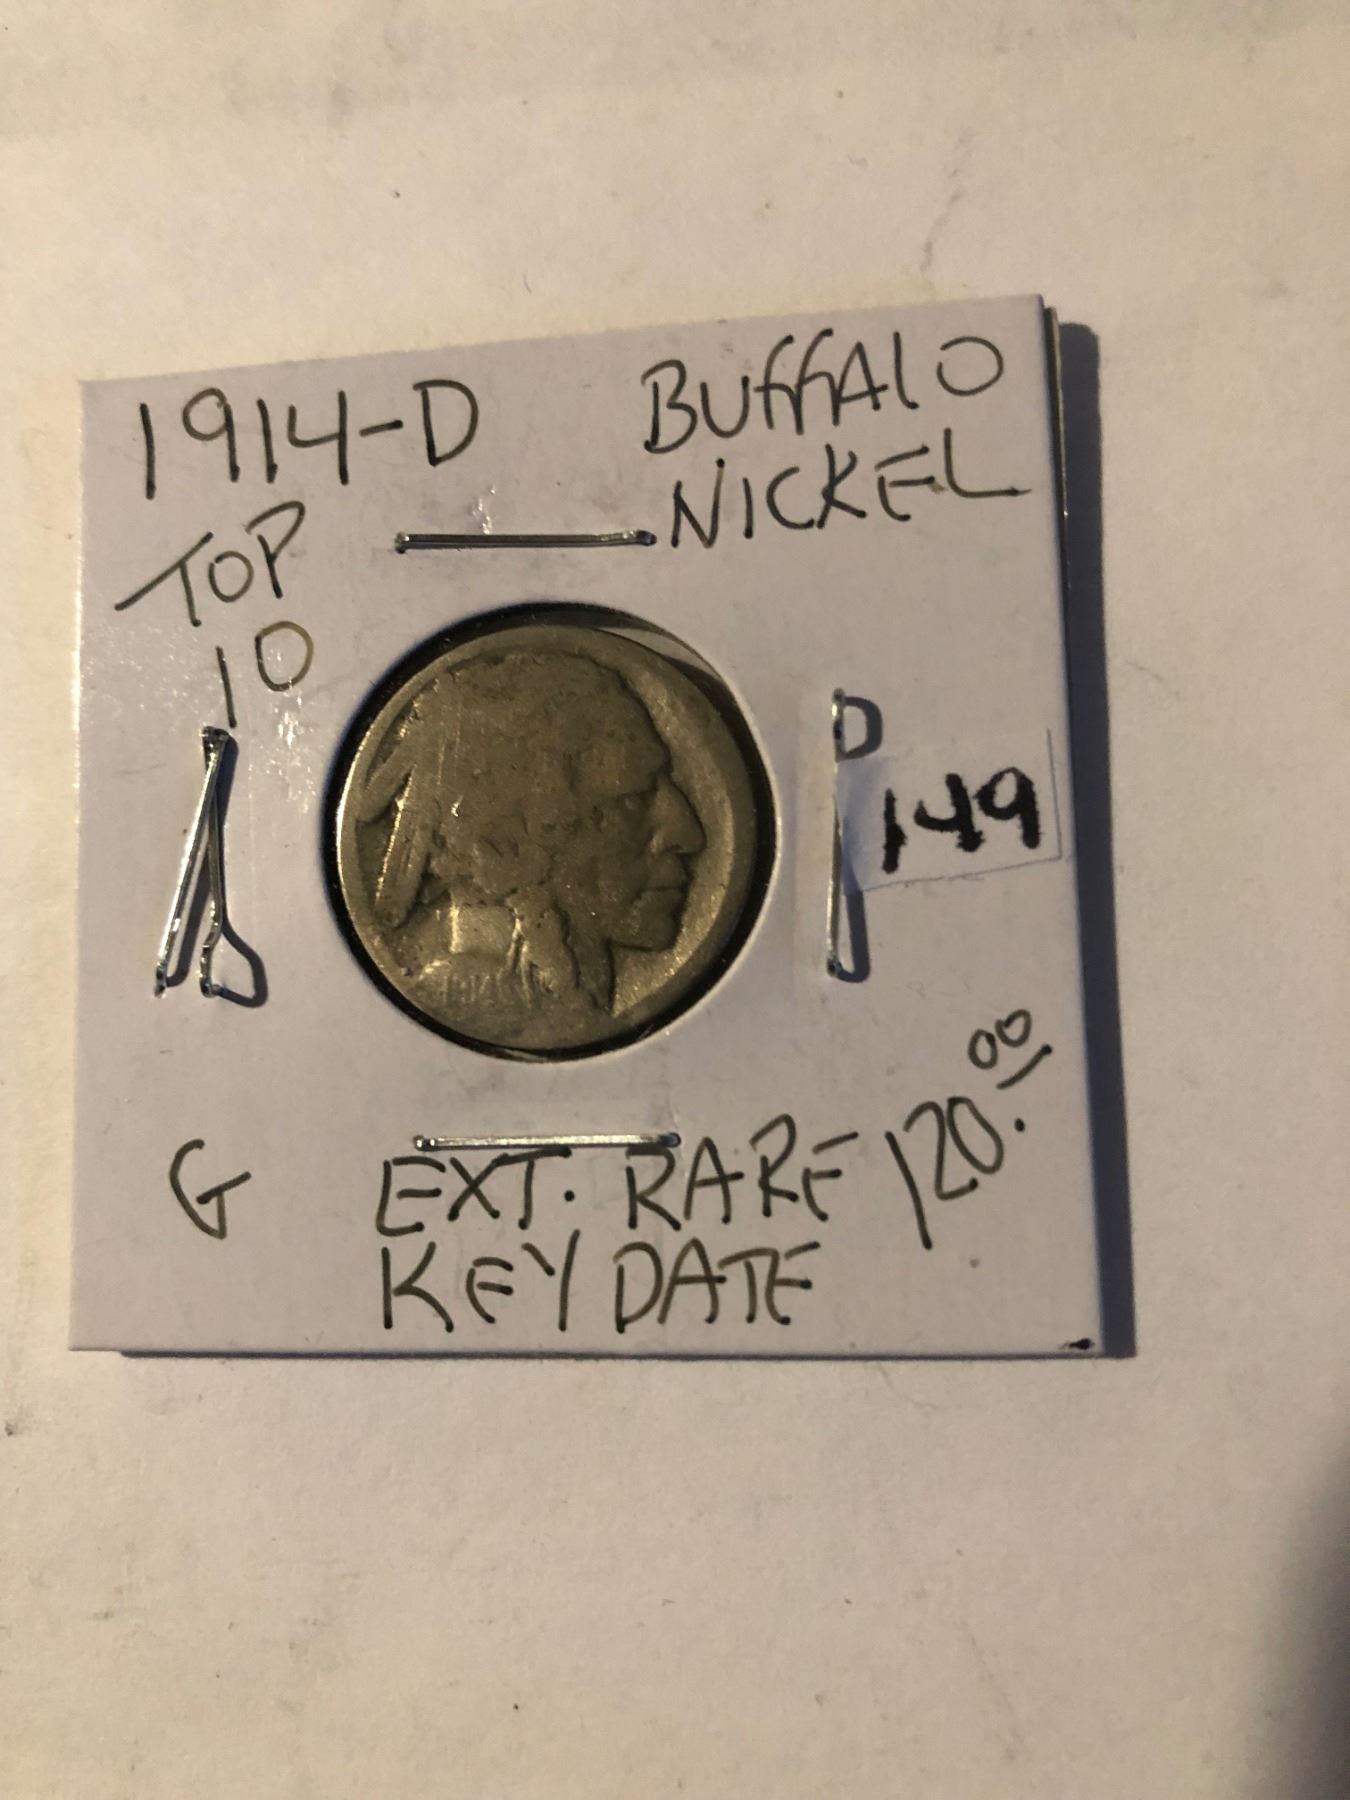 1914-D
BUFFALO
NICKEL
TOP
10
D
149
G
EXT. RARE
KEY DATE
120.00